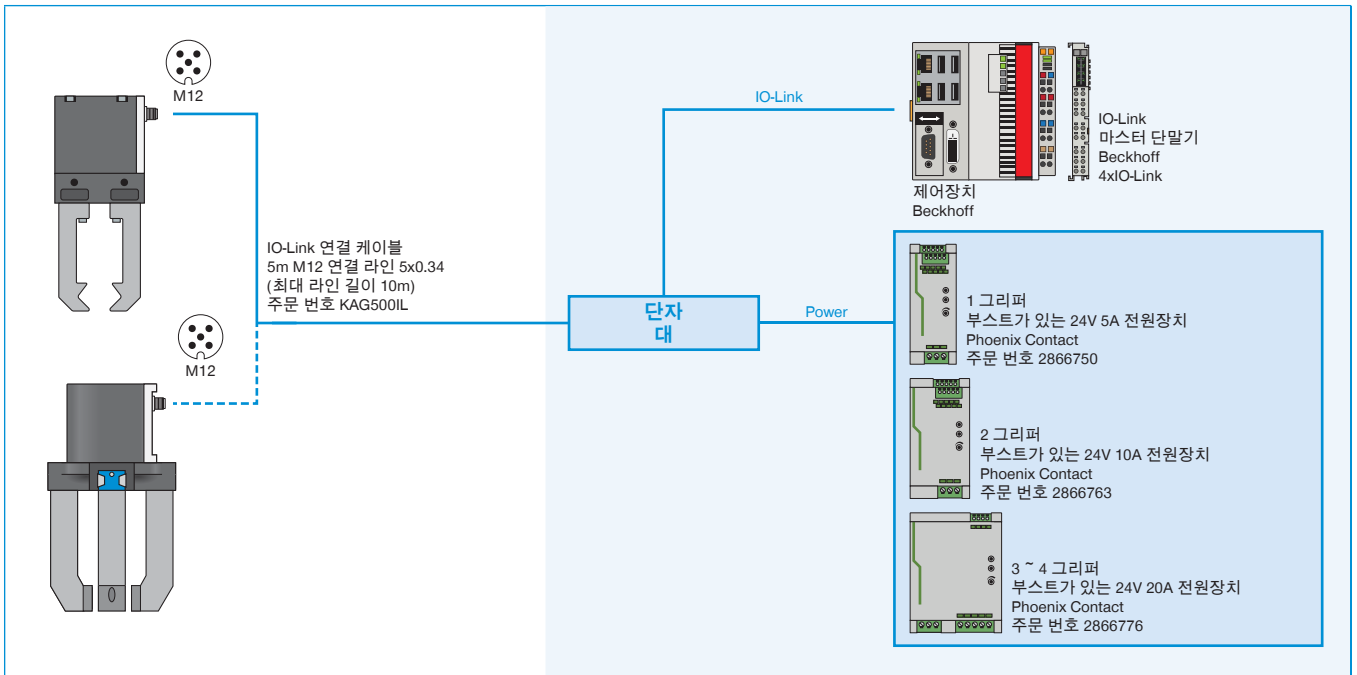 M12
IO-Link 연결 케이블
5m M12 연결 라인 5x0.34
(최대 라인 길이 10m)
주문 번호 KAG500IL
M12
단자
대
IO-Link
Power
제어장치
Beckhoff
IO-Link
마스터 단말기
Beckhoff
4xIO-Link
1 그리퍼
부스트가 있는 24V 5A 전원장치
Phoenix Contact
주문 번호 2866750
2 그리퍼
부스트가 있는 24V 10A 전원장치
Phoenix Contact
주문 번호 2866763
3 ~ 4 그리퍼
부스트가 있는 24V 20A 전원장치
Phoenix Contact
주문 번호 2866776